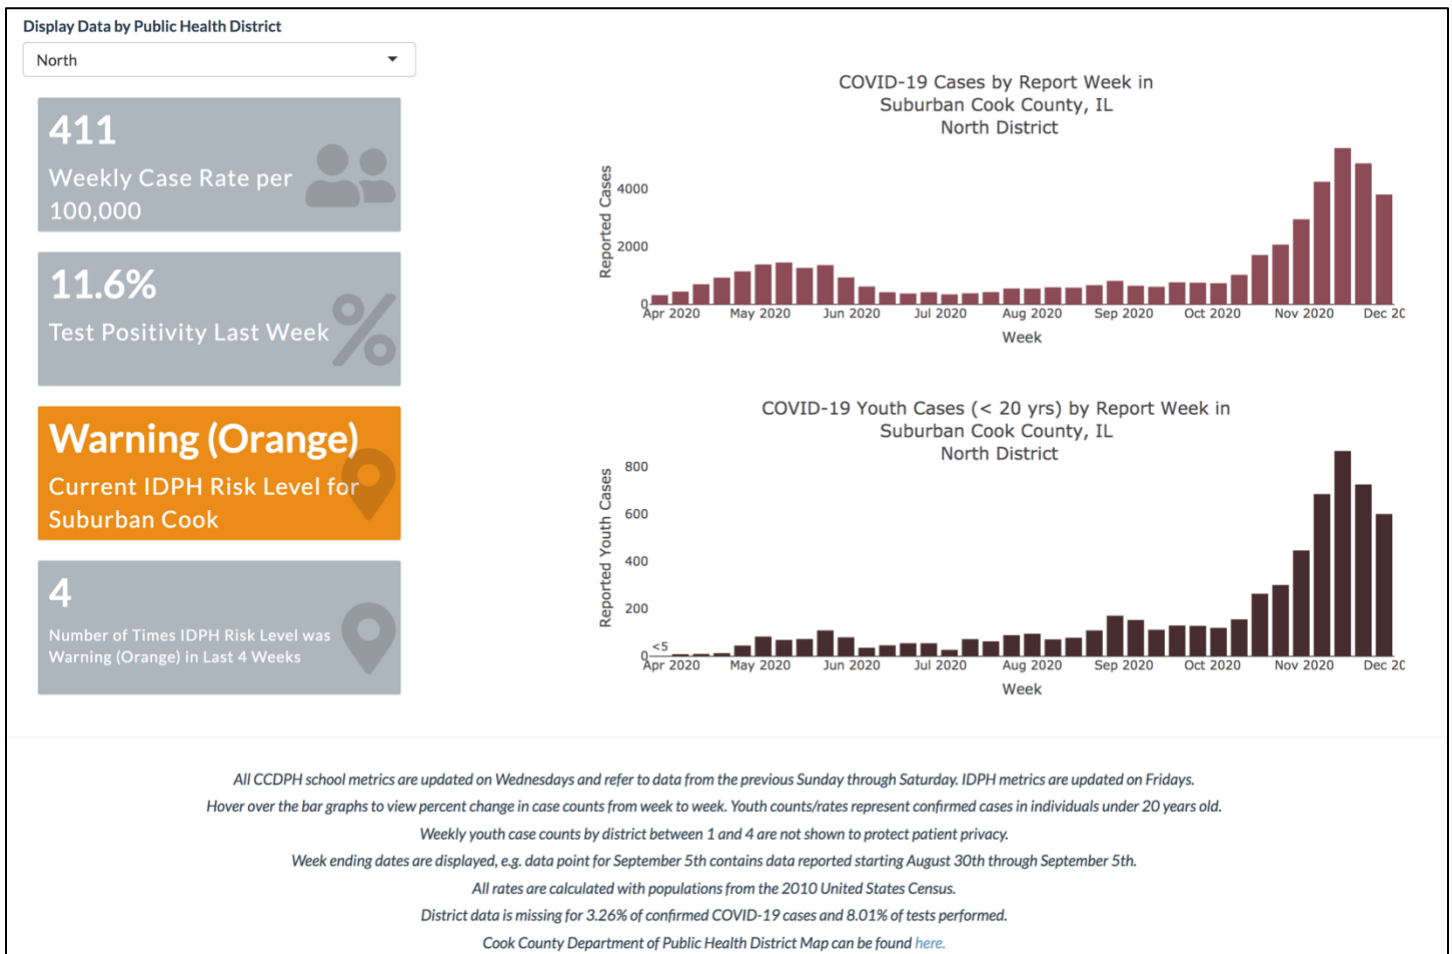 Display Data by Public Health District
North
411
Weekly Case Rate per
100,000
11.6%
Test Positivity Last Week
Warning (Orange)
Current IDPH Risk Level for
Suburban Cook
4
Number of Times IDPH Risk Level was
Warning (Orange) in Last 4 Weeks
COVID-19 Cases by Report Week in
Suburban Cook County, IL
North District
Reported Cases
4000
2000
0
Apr 2020 May 2020 Jun 2020 Jul 2020 Aug 2020 Sep 2020 Oct 2020 Nov 2020 Dec 20
Week
COVID-19 Youth Cases (< 20 yrs) by Report Week in
Suburban Cook County, IL
North District
Reported Youth Cases
800
600
400
200
0
<5
Apr 2020 May 2020 Jun 2020 Jul 2020 Aug 2020 Sep 2020 Oct 2020 Nov 2020 Dec 20
Week
All CCDPH school metrics are updated on Wednesdays and refer to data from the previous Sunday through Saturday. IDPH metrics are updated on Fridays.
Hover over the bar graphs to view percent change in case counts from week to week. Youth counts/rates represent confirmed cases in individuals under 20 years old.
Weekly youth case counts by district between 1 and 4 are not shown to protect patient privacy.
Week ending dates are displayed, e.g. data point for September 5th contains data reported starting August 30th through September 5th.
All rates are calculated with populations from the 2010 United States Census.
District data is missing for 3.26% of confirmed COVID-19 cases and 8.01% of tests performed.
Cook County Department of Public Health District Map can be found here.